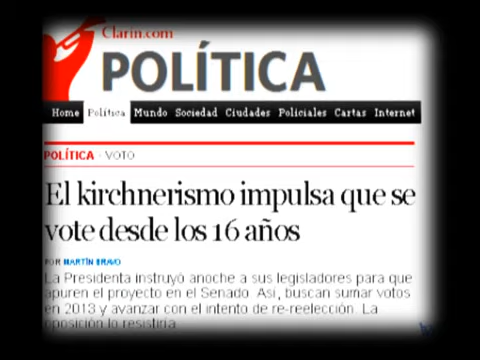 Clarin.com
POLÍTICA
Home Política Mundo Sociedad Ciudades Policiales Cartas Internet
POLÍTICA · VOTO
El kirchnerismo impulsa que se
vote desde los 16 años
POR MARTÍN BRAVO
La Presidenta instruyó anoche a sus legisladores para que
apuren el proyecto en el Senado. Así, buscan sumar votos
en 2013 y avanzar con el intento de re-reelección. La
oposición lo resistiría